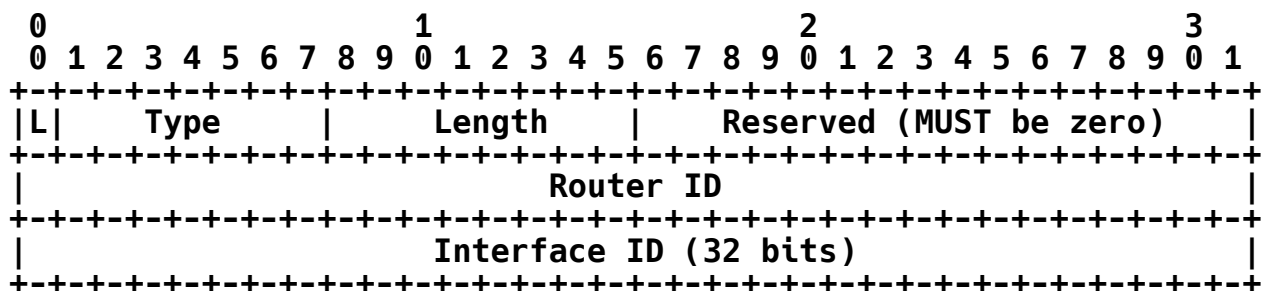 0                   1                   2                   3
 0 1 2 3 4 5 6 7 8 9 0 1 2 3 4 5 6 7 8 9 0 1 2 3 4 5 6 7 8 9 0 1
+-+-+-+-+-+-+-+-+-+-+-+-+-+-+-+-+-+-+-+-+-+-+-+-+-+-+-+-+-+-+-+-+
|L|    Type     |     Length    |    Reserved (MUST be zero)    |
+-+-+-+-+-+-+-+-+-+-+-+-+-+-+-+-+-+-+-+-+-+-+-+-+-+-+-+-+-+-+-+-+
|                           Router ID                           |
+-+-+-+-+-+-+-+-+-+-+-+-+-+-+-+-+-+-+-+-+-+-+-+-+-+-+-+-+-+-+-+-+
|                     Interface ID (32 bits)                    |
+-+-+-+-+-+-+-+-+-+-+-+-+-+-+-+-+-+-+-+-+-+-+-+-+-+-+-+-+-+-+-+-+